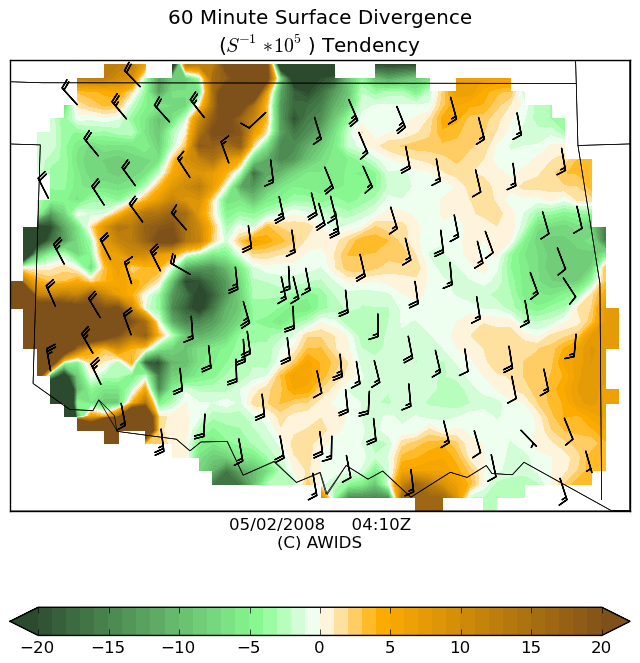 60 Minute Surface Divergence
(S⁻¹ *10⁵ ) Tendency
05/02/2008 04:10Z
(C) AWIDS
−20 −15 −10 −5 0 5 10 15 20